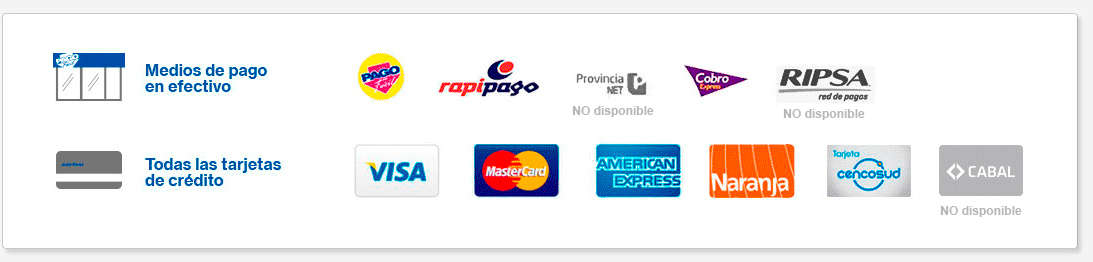 Medios de pago
en efectivo
PAGO
fácil
rapipago
Provincia
NET
NO disponible
Cobro
Express
RIPSA
red de pagos
NO disponible
Todas las tarjetas
de crédito
VISA
MasterCard
AMERICAN
EXPRESS
Naranja
Tarjeta
cencosud
CABAL
NO disponible